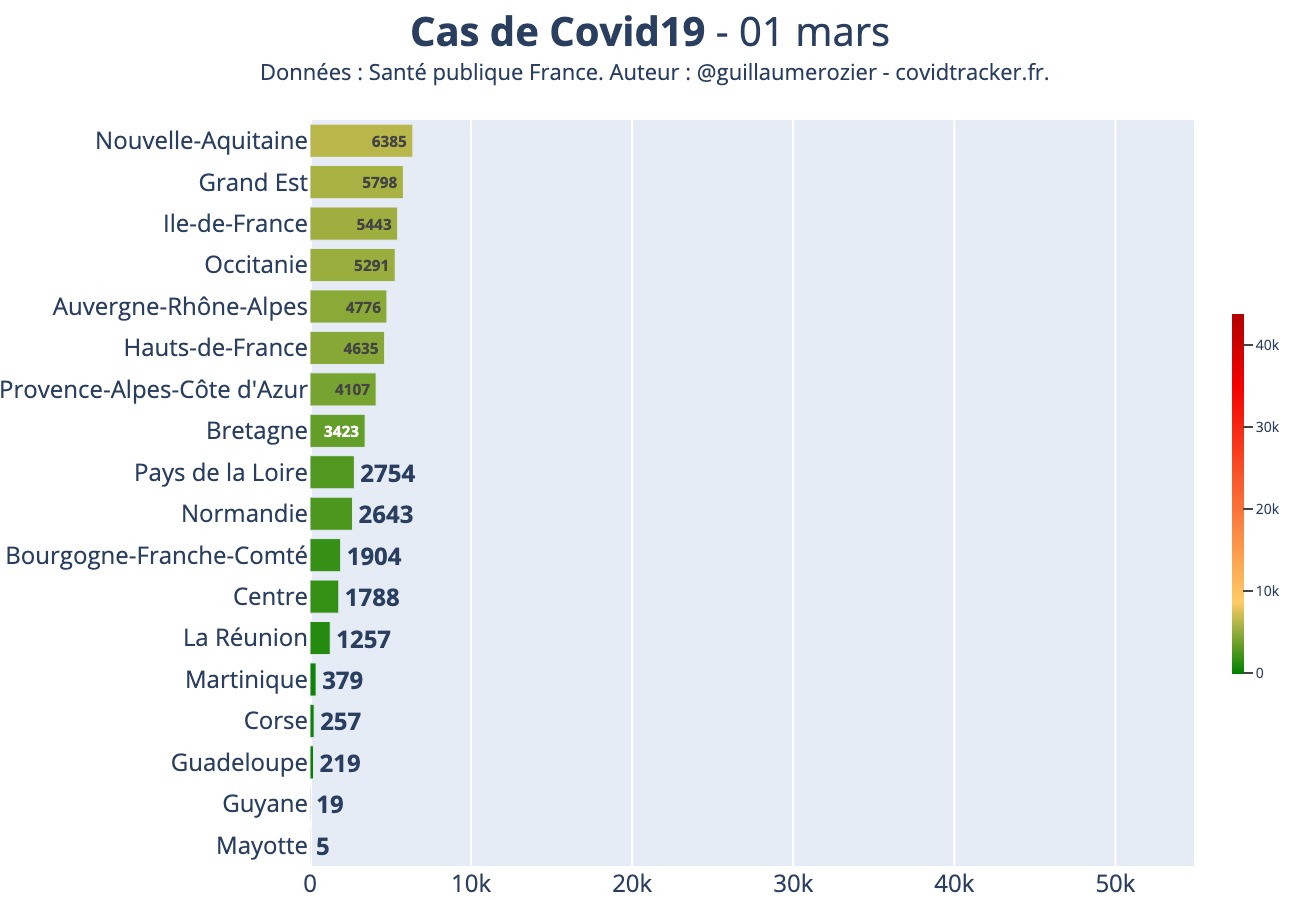 Cas de Covid19 - 01 mars
Données : Santé publique France. Auteur : @guillaumerozier - covidtracker.fr.
Nouvelle-Aquitaine 6385
Grand Est 5798
Ile-de-France 5443
Occitanie 5291
Auvergne-Rhône-Alpes 4776
Hauts-de-France 4635
Provence-Alpes-Côte d'Azur 4107
Bretagne 3423
Pays de la Loire 2754
Normandie 2643
Bourgogne-Franche-Comté 1904
Centre 1788
La Réunion 1257
Martinique 379
Corse 257
Guadeloupe 219
Guyane 19
Mayotte 5
0 10k 20k 30k 40k 50k
40k
30k
20k
10k
0